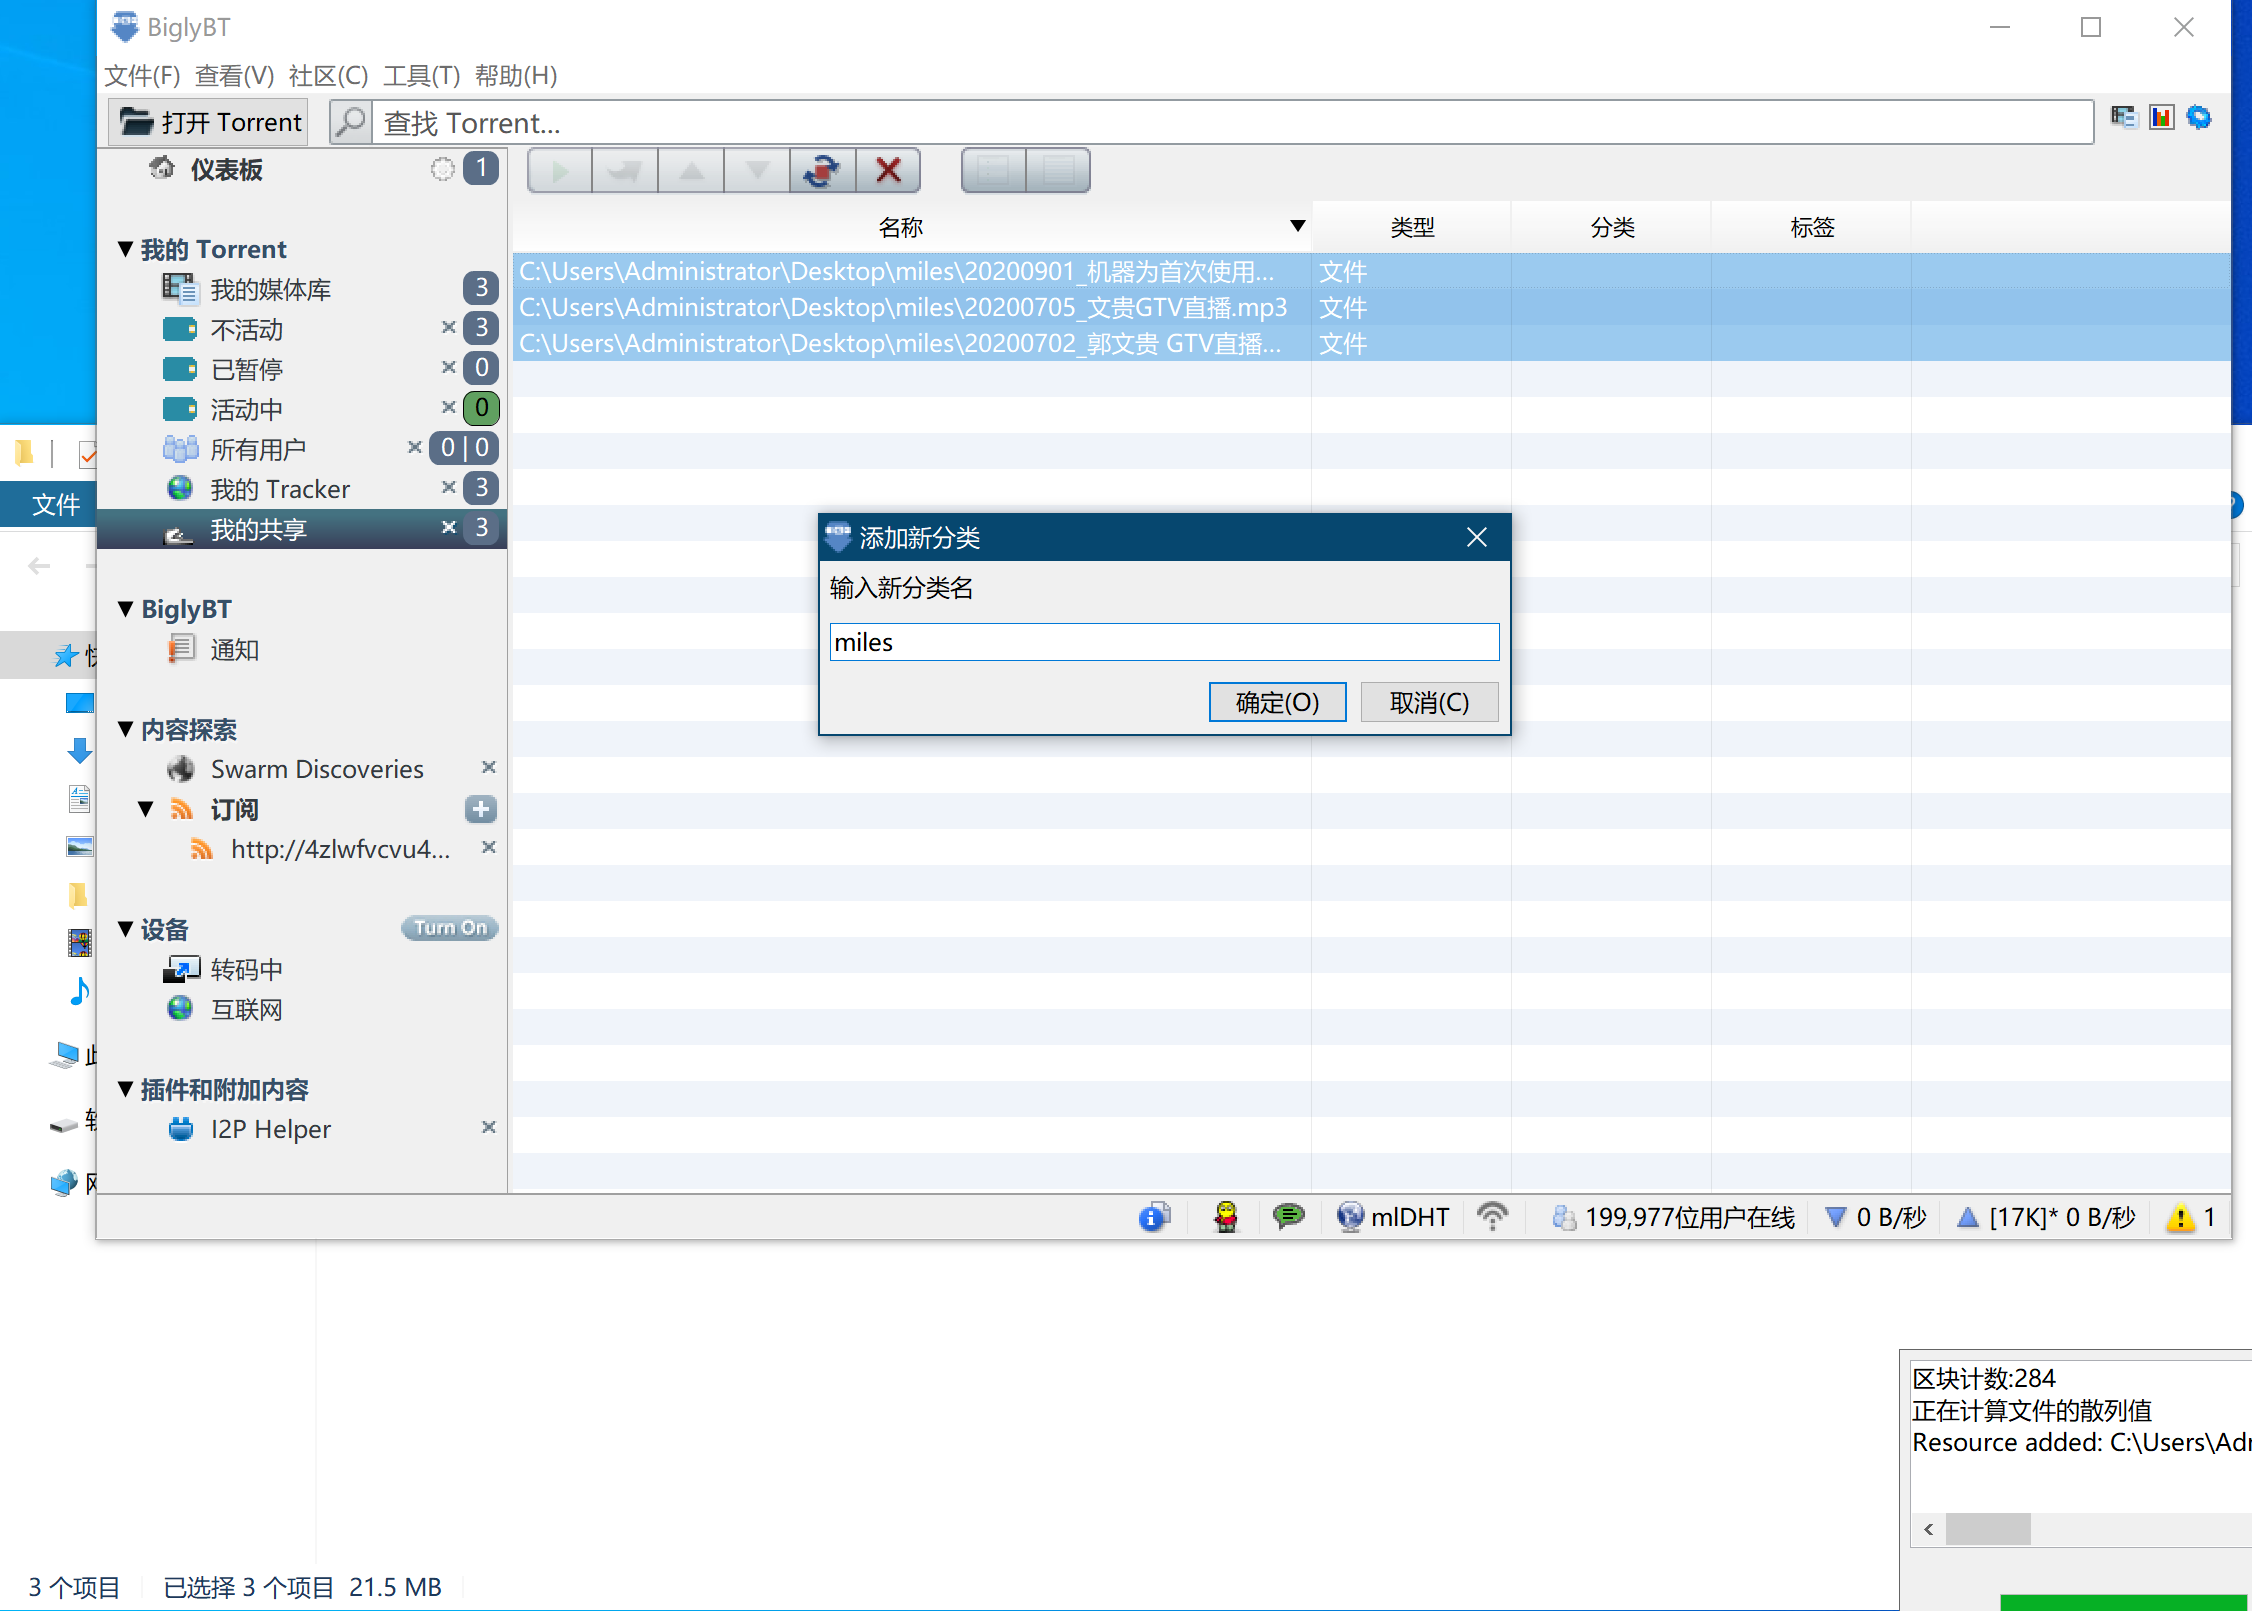 BiglyBT
文件(F) 查看(V) 社区(C) 工具(T) 帮助(H)
打开 Torrent
查找 Torrent...
仪表板 1
我的 Torrent
我的媒体库 3
不活动 3
已暂停 0
活动中 0
所有用户 0 | 0
我的 Tracker 3
我的共享 3
BiglyBT
通知
内容探索
Swarm Discoveries
订阅
http://4zlwfvcvu4...
设备 Turn On
转码中
互联网
插件和附加内容
I2P Helper
名称 类型 分类 标签
C:\Users\Administrator\Desktop\miles\20200901_机器为首次使用... 文件
C:\Users\Administrator\Desktop\miles\20200705_文贵GTV直播.mp3 文件
C:\Users\Administrator\Desktop\miles\20200702_郭文贵 GTV直播... 文件
添加新分类
输入新分类名
miles
确定(O) 取消(C)
mlDHT 199,977位用户在线 0 B/秒 [17K]* 0 B/秒 1
文件
区块计数:284
正在计算文件的散列值
Resource added: C:\Users\Adr
3 个项目 已选择 3 个项目 21.5 MB